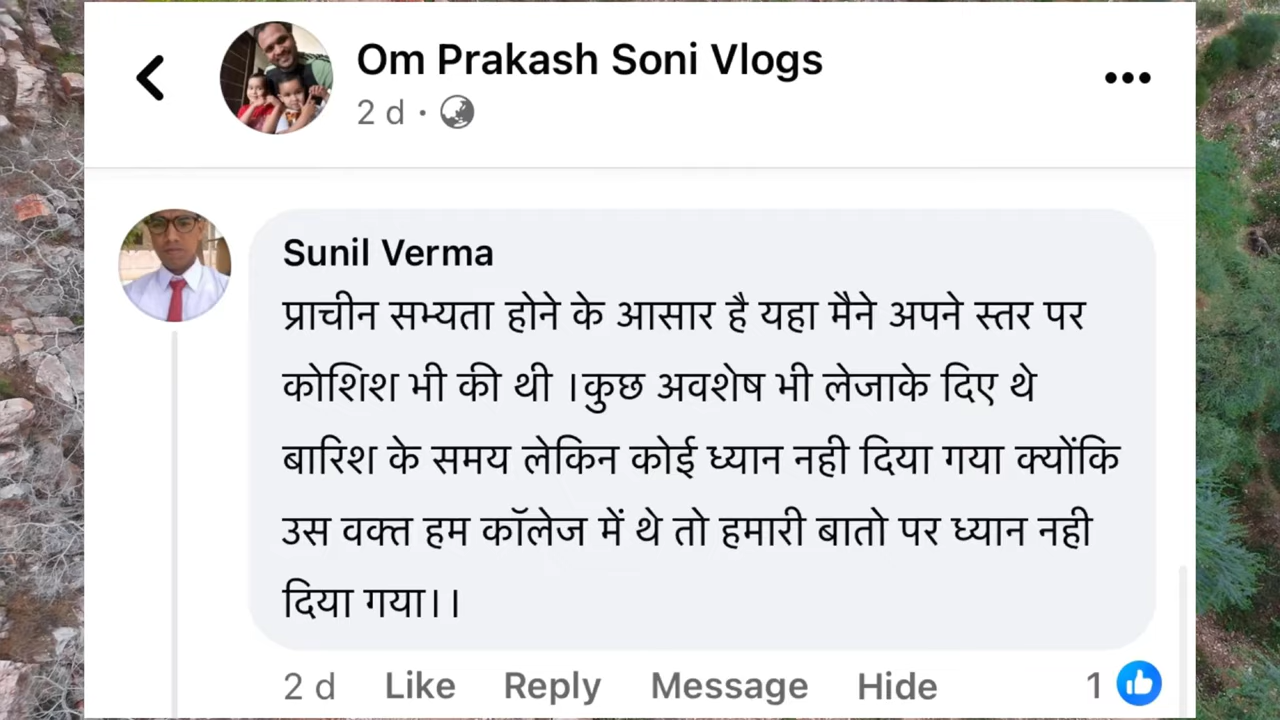 Om Prakash Soni Vlogs
2 d ·
Sunil Verma
प्राचीन सभ्यता होने के आसार है यहा मैने अपने स्तर पर
कोशिश भी की थी ।कुछ अवशेष भी लेजाके दिए थे
बारिश के समय लेकिन कोई ध्यान नही दिया गया क्योंकि
उस वक्त हम कॉलेज में थे तो हमारी बातो पर ध्यान नही
दिया गया।।
2 d Like Reply Message Hide 1